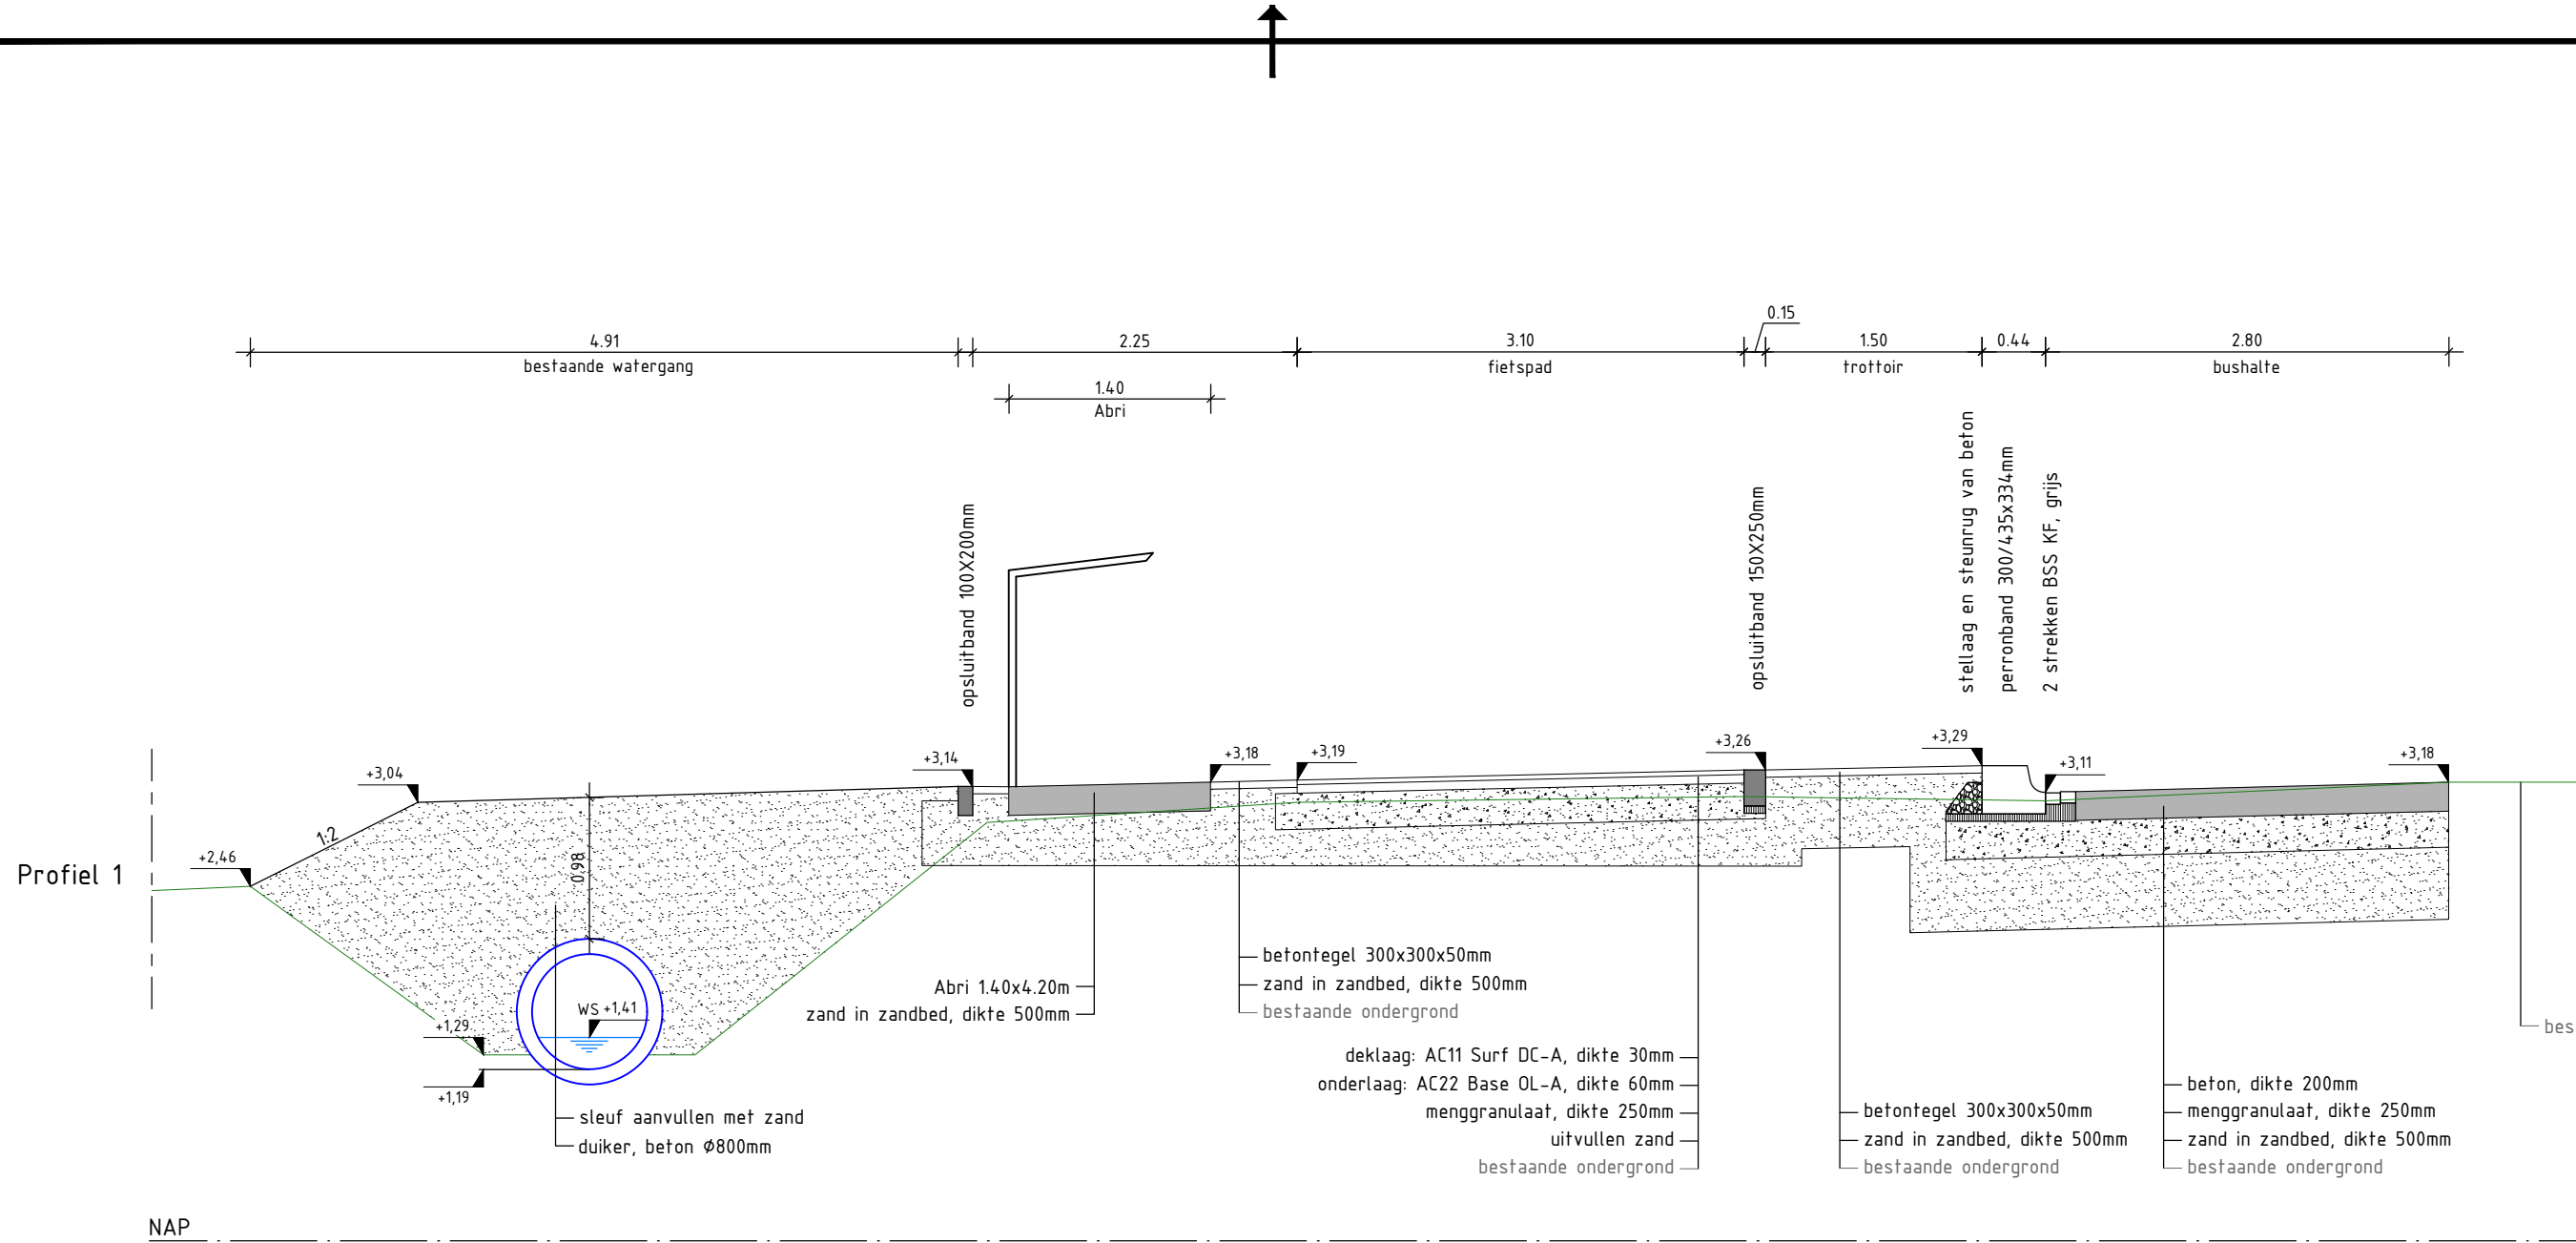 0.15
4.91
2.25
3.10
1.50
0.44
2.80
bestaande watergang
fietspad
trottoir
bushalte
1.40
Abri
opsluitband 100X200mm
opsluitband 150X250mm
stellaag en steunrug van beton
perronband 300/435x334mm
2 strekken BSS KF, grijs
+3,04
+3,14
+3,18
+3,19
+3,26
+3,29
+3,11
+3,18
1:2
+2,46
Profiel 1
0.98
WS +1,41
+1,29
+1,19
sleuf aanvullen met zand
duiker, beton Ø800mm
Abri 1.40x4.20m
zand in zandbed, dikte 500mm
betontegel 300x300x50mm
zand in zandbed, dikte 500mm
bestaande ondergrond
deklaag: AC11 Surf DC-A, dikte 30mm
onderlaag: AC22 Base OL-A, dikte 60mm
menggranulaat, dikte 250mm
uitvullen zand
bestaande ondergrond
betontegel 300x300x50mm
zand in zandbed, dikte 500mm
bestaande ondergrond
beton, dikte 200mm
menggranulaat, dikte 250mm
zand in zandbed, dikte 500mm
bestaande ondergrond
bes
NAP